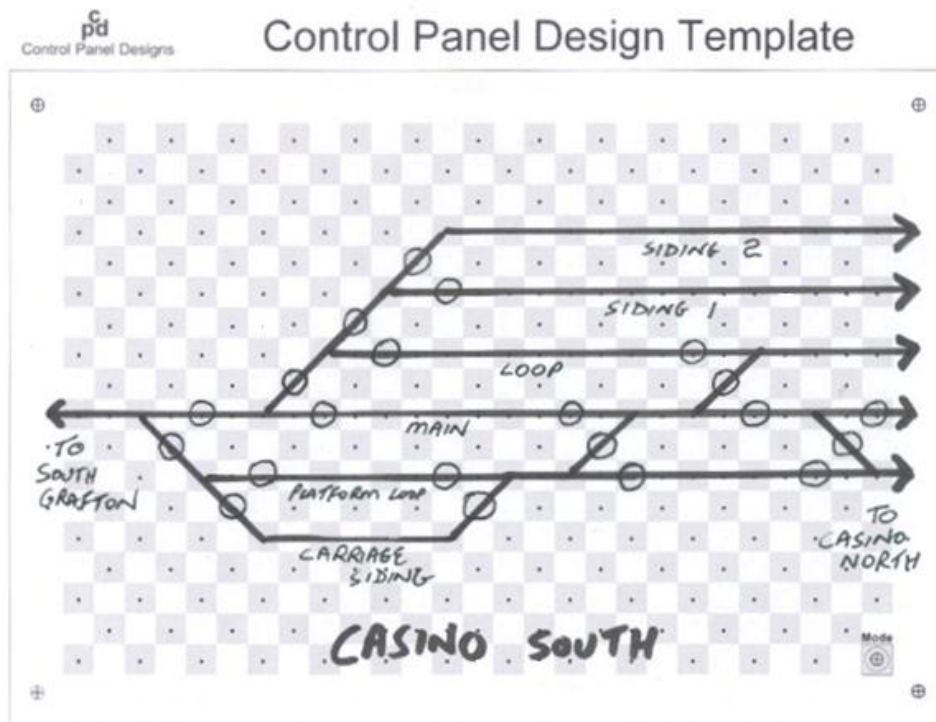 cpd
Control Panel Designs
Control Panel Design Template
SIDING 2
SIDING 1
LOOP
MAIN
TO
SOUTH
GRAFTON
PLATFORM LOOP
CARRIAGE
SIDING
TO
CASINO
NORTH
CASINO SOUTH
Mode